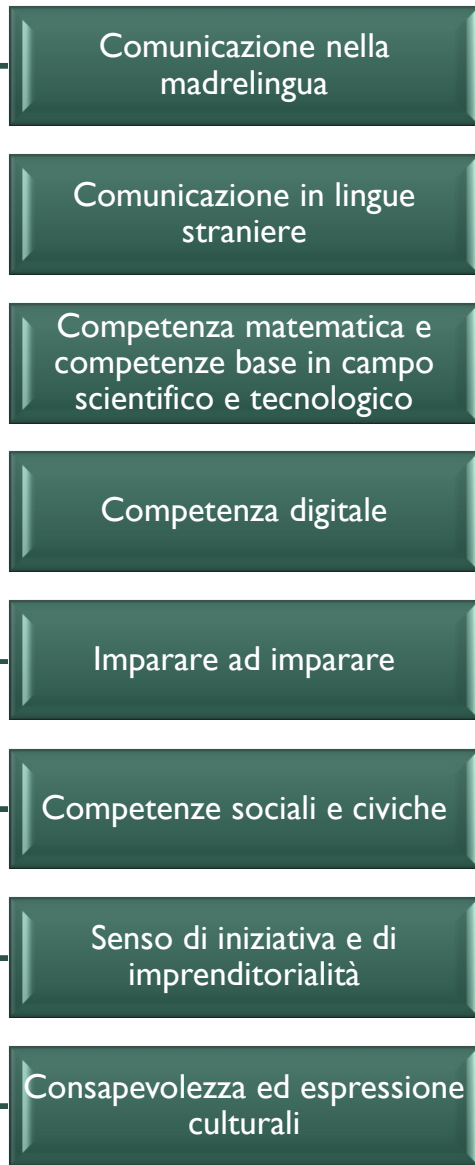 Comunicazione nella
madrelingua
Comunicazione in lingue
straniere
Competenza matematica e
competenze base in campo
scientifico e tecnologico
Competenza digitale
Imparare ad imparare
Competenze sociali e civiche
Senso di iniziativa e di
imprenditorialità
Consapevolezza ed espressione
culturali